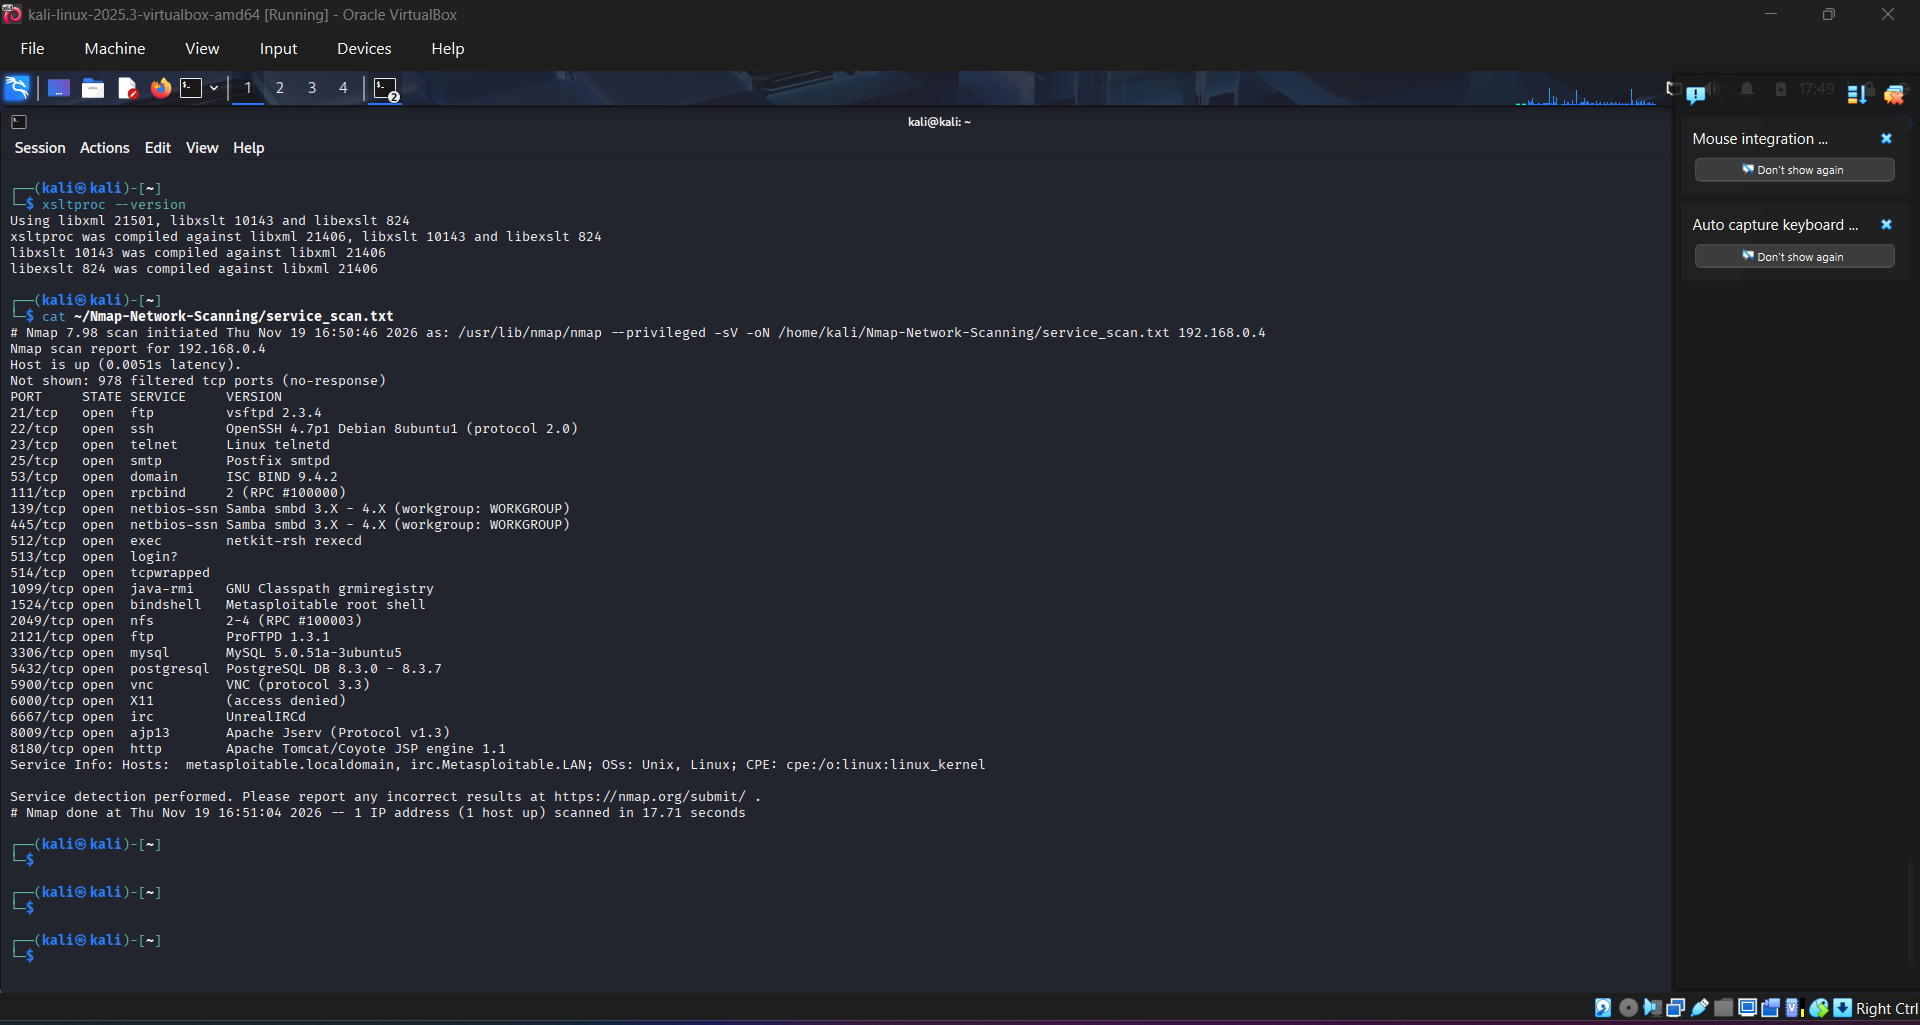 kali-linux-2025.3-virtualbox-amd64 [Running] - Oracle VirtualBox
File Machine View Input Devices Help
1 2 3 4 2 17:49
kali@kali: ~
Session Actions Edit View Help
┌──(kali㉿kali)-[~]
└─$ xsltproc --version
Using libxml 21501, libxslt 10143 and libexslt 824
xsltproc was compiled against libxml 21406, libxslt 10143 and libexslt 824
libxslt 10143 was compiled against libxml 21406
libexslt 824 was compiled against libxml 21406
┌──(kali㉿kali)-[~]
└─$ cat ~/Nmap-Network-Scanning/service_scan.txt
# Nmap 7.98 scan initiated Thu Nov 19 16:50:46 2026 as: /usr/lib/nmap/nmap --privileged -sV -oN /home/kali/Nmap-Network-Scanning/service_scan.txt 192.168.0.4
Nmap scan report for 192.168.0.4
Host is up (0.0051s latency).
Not shown: 978 filtered tcp ports (no-response)
PORT STATE SERVICE VERSION
21/tcp open ftp vsftpd 2.3.4
22/tcp open ssh OpenSSH 4.7p1 Debian 8ubuntu1 (protocol 2.0)
23/tcp open telnet Linux telnetd
25/tcp open smtp Postfix smtpd
53/tcp open domain ISC BIND 9.4.2
111/tcp open rpcbind 2 (RPC #100000)
139/tcp open netbios-ssn Samba smbd 3.X - 4.X (workgroup: WORKGROUP)
445/tcp open netbios-ssn Samba smbd 3.X - 4.X (workgroup: WORKGROUP)
512/tcp open exec netkit-rsh rexecd
513/tcp open login?
514/tcp open tcpwrapped
1099/tcp open java-rmi GNU Classpath grmiregistry
1524/tcp open bindshell Metasploitable root shell
2049/tcp open nfs 2-4 (RPC #100003)
2121/tcp open ftp ProFTPD 1.3.1
3306/tcp open mysql MySQL 5.0.51a-3ubuntu5
5432/tcp open postgresql PostgreSQL DB 8.3.0 - 8.3.7
5900/tcp open vnc VNC (protocol 3.3)
6000/tcp open X11 (access denied)
6667/tcp open irc UnrealIRCd
8009/tcp open ajp13 Apache Jserv (Protocol v1.3)
8180/tcp open http Apache Tomcat/Coyote JSP engine 1.1
Service Info: Hosts: metasploitable.localdomain, irc.Metasploitable.LAN; OSs: Unix, Linux; CPE: cpe:/o:linux:linux_kernel
Service detection performed. Please report any incorrect results at https://nmap.org/submit/ .
# Nmap done at Thu Nov 19 16:51:04 2026 -- 1 IP address (1 host up) scanned in 17.71 seconds
┌──(kali㉿kali)-[~]
└─$
┌──(kali㉿kali)-[~]
└─$
┌──(kali㉿kali)-[~]
└─$
Mouse integration ...
Don't show again
Auto capture keyboard ...
Don't show again
Right Ctrl